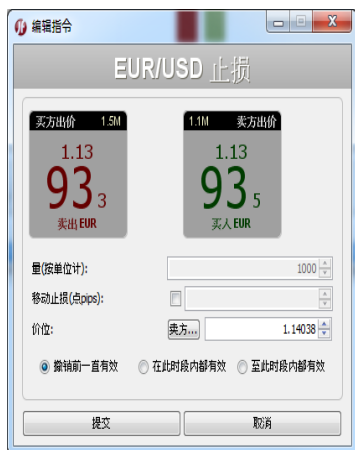 编辑指令
EUR/USD 止损
买方出价 1.5M
1.13
93 3
卖出 EUR
1.1M 卖方出价
1.13
93 5
买入 EUR
量(按单位计): 1000
移动止损(点pips):
价位: 卖方... 1.14038
撤销前一直有效 在此时段内都有效 至此时段内都有效
提交 取消